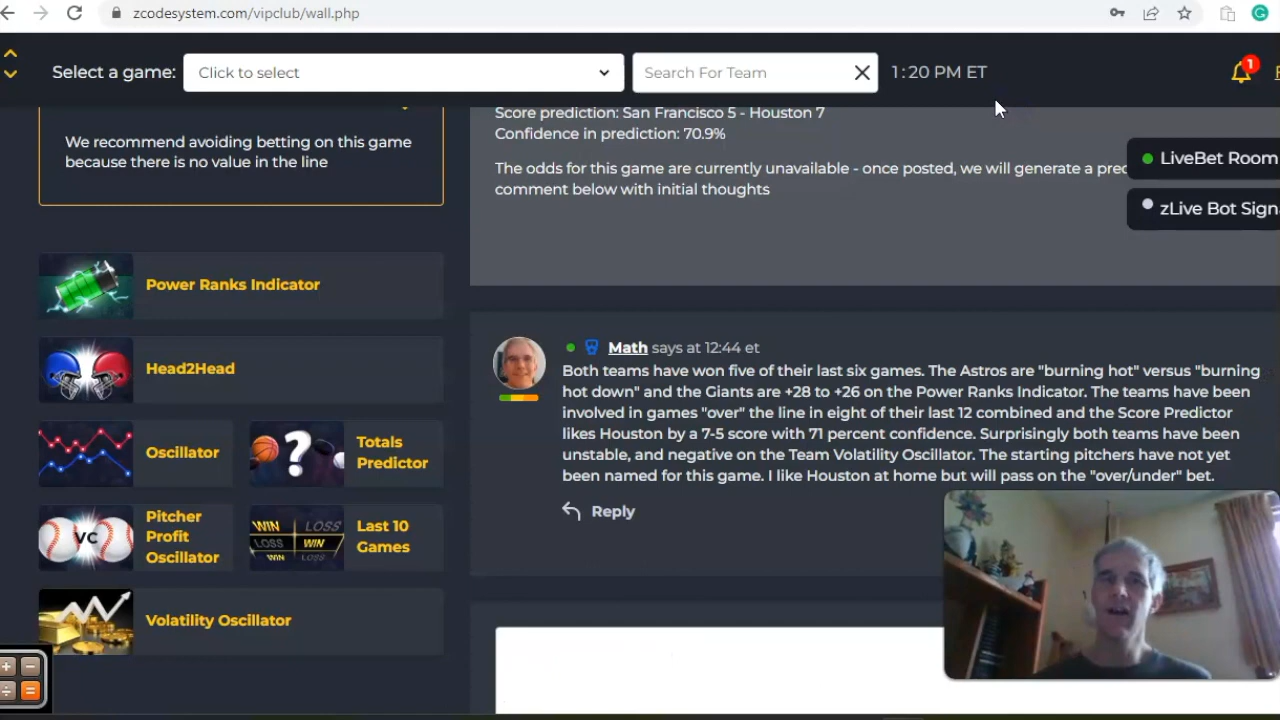 zcodesystem.com/vipclub/wall.php
Select a game:
Click to select
Search For Team
1:20 PM ET
1
We recommend avoiding betting on this game
because there is no value in the line
Power Ranks Indicator
Head2Head
Oscillator
Totals
Predictor
VC
Pitcher
Profit
Oscillator
WIN LOSS
LOSS WIN
WIN LOSS
Last 10
Games
Volatility Oscillator
Score prediction: San Francisco 5 - Houston 7
Confidence in prediction: 70.9%
The odds for this game are currently unavailable - once posted, we will generate a pred
comment below with initial thoughts
LiveBet Room
zLive Bot Sign
Math says at 12:44 et
Both teams have won five of their last six games. The Astros are "burning hot" versus "burning
hot down" and the Giants are +28 to +26 on the Power Ranks Indicator. The teams have been
involved in games "over" the line in eight of their last 12 combined and the Score Predictor
likes Houston by a 7-5 score with 71 percent confidence. Surprisingly both teams have been
unstable, and negative on the Team Volatility Oscillator. The starting pitchers have not yet
been named for this game. I like Houston at home but will pass on the "over/under" bet.
Reply